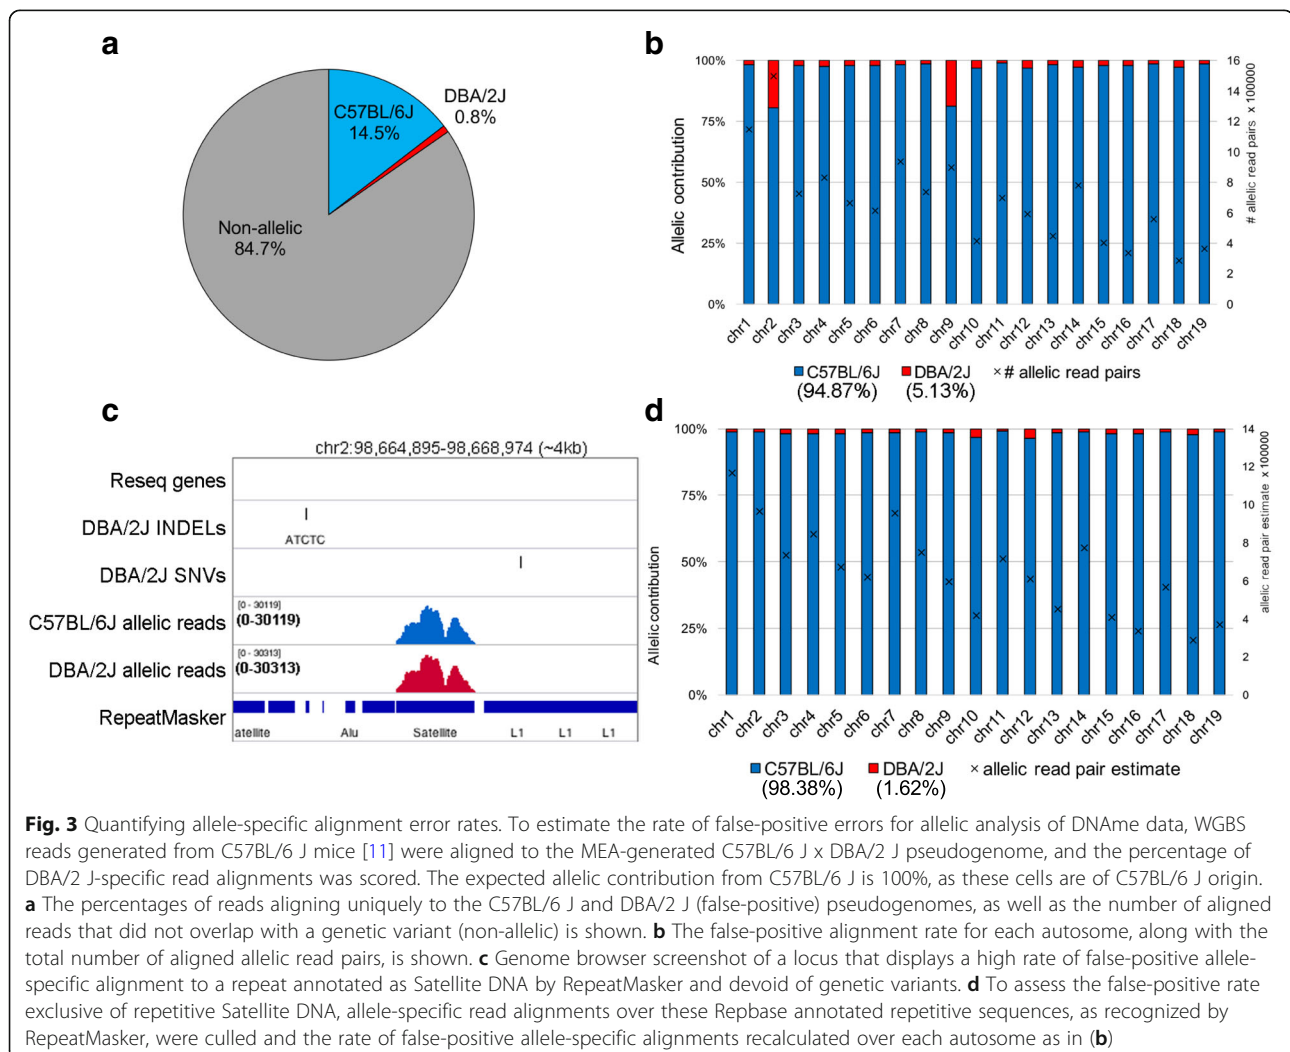 a
C57BL/6J
14.5%
DBA/2J
0.8%
Non-allelic
84.7%
b
100%
75%
50%
25%
0%
Allelic ocntribution
16
14
12
10
8
6
4
2
0
# allelic read pairs x 100000
chr1
chr2
chr3
chr4
chr5
chr6
chr7
chr8
chr9
chr10
chr11
chr12
chr13
chr14
chr15
chr16
chr17
chr18
chr19
C57BL/6J DBA/2J × # allelic read pairs
(94.87%) (5.13%)
c
chr2:98,664,895-98,668,974 (~4kb)
Reseq genes
DBA/2J INDELs
ATCTC
DBA/2J SNVs
C57BL/6J allelic reads
[0 - 30119]
(0-30119)
DBA/2J allelic reads
[0 - 30313]
(0-30313)
RepeatMasker
atellite Alu Satellite L1 L1 L1
d
100%
75%
50%
25%
0%
Allelic contribution
14
12
10
8
6
4
2
0
allelic read pair estimate x100000
chr1
chr2
chr3
chr4
chr5
chr6
chr7
chr8
chr9
chr10
chr11
chr12
chr13
chr14
chr15
chr16
chr17
chr18
chr19
C57BL/6J DBA/2J × allelic read pair estimate
(98.38%) (1.62%)
Fig. 3 Quantifying allele-specific alignment error rates. To estimate the rate of false-positive errors for allelic analysis of DNAme data, WGBS
reads generated from C57BL/6 J mice [11] were aligned to the MEA-generated C57BL/6 J x DBA/2 J pseudogenome, and the percentage of
DBA/2 J-specific read alignments was scored. The expected allelic contribution from C57BL/6 J is 100%, as these cells are of C57BL/6 J origin.
a The percentages of reads aligning uniquely to the C57BL/6 J and DBA/2 J (false-positive) pseudogenomes, as well as the number of aligned
reads that did not overlap with a genetic variant (non-allelic) is shown. b The false-positive alignment rate for each autosome, along with the
total number of aligned allelic read pairs, is shown. c Genome browser screenshot of a locus that displays a high rate of false-positive allele-
specific alignment to a repeat annotated as Satellite DNA by RepeatMasker and devoid of genetic variants. d To assess the false-positive rate
exclusive of repetitive Satellite DNA, allele-specific read alignments over these Repbase annotated repetitive sequences, as recognized by
RepeatMasker, were culled and the rate of false-positive allele-specific alignments recalculated over each autosome as in (b)